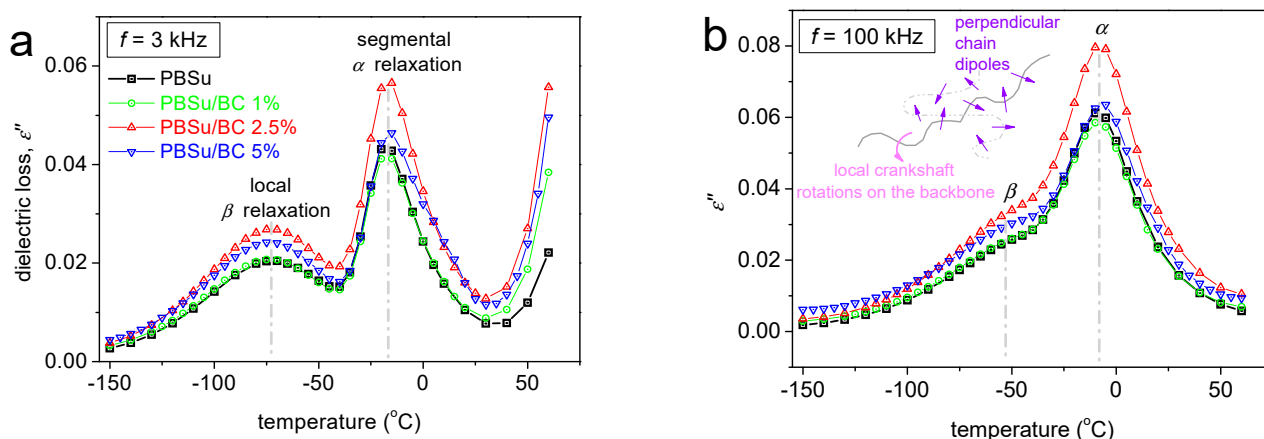 a
f = 3 kHz
PBSu
PBSu/BC 1%
PBSu/BC 2.5%
PBSu/BC 5%
segmental
α relaxation
local
β relaxation
dielectric loss, ε''
0.06
0.04
0.02
0.00
-150
-100
-50
0
50
temperature (°C)
b
f = 100 kHz
perpendicular
chain
dipoles
α
local crankshaft
rotations on the backbone
β
ε''
0.08
0.06
0.04
0.02
0.00
-150
-100
-50
0
50
temperature (°C)